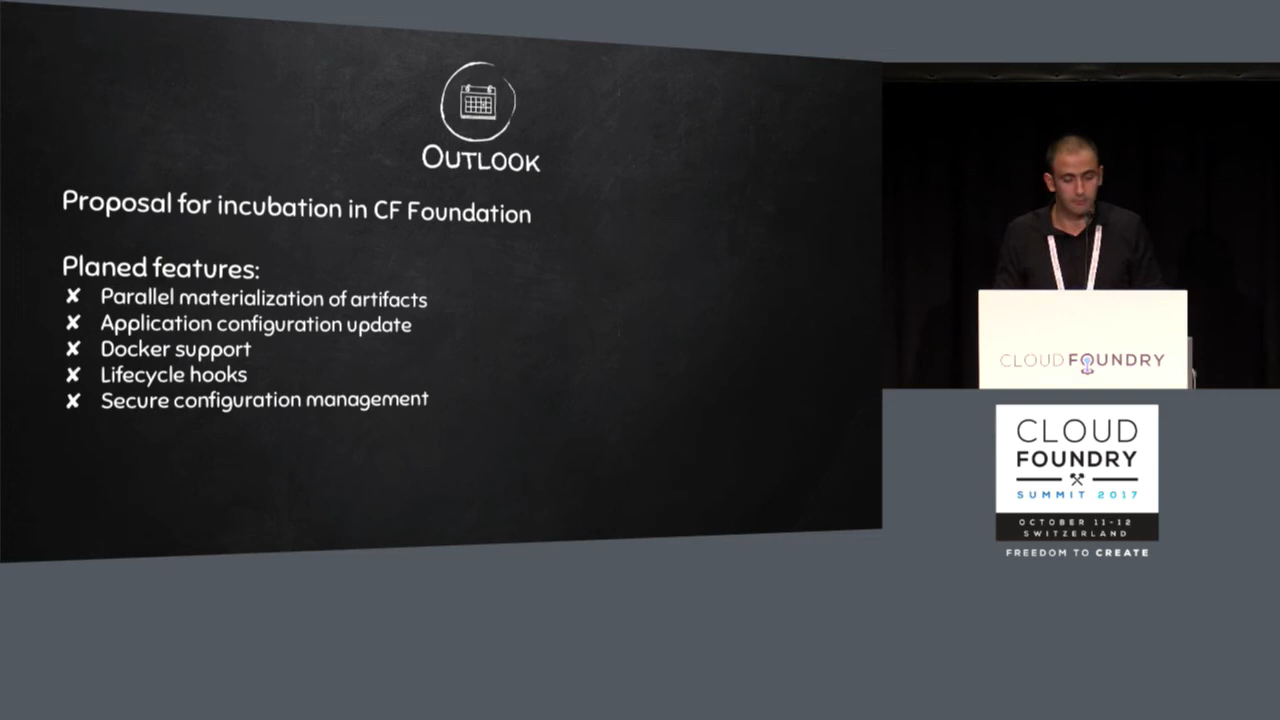 OUTLOOK
Proposal for incubation in CF Foundation
Planed features:
✘ Parallel materialization of artifacts
✘ Application configuration update
✘ Docker support
✘ Lifecycle hooks
✘ Secure configuration management
CLOUD FOUNDRY
CLOUD
FOUNDRY
SUMMIT 2017
OCTOBER 11-12
SWITZERLAND
FREEDOM TO CREATE